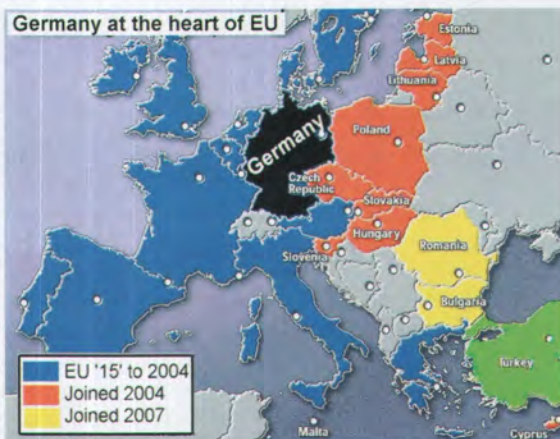 Germany at the heart of EU
Estonia
Latvia
Lithuania
Poland
Germany
Czech
Republic
Slovakia
Hungary
Slovenia
Romania
Bulgaria
Turkey
EU '15' to 2004
Joined 2004
Joined 2007
Malta
Cyprus